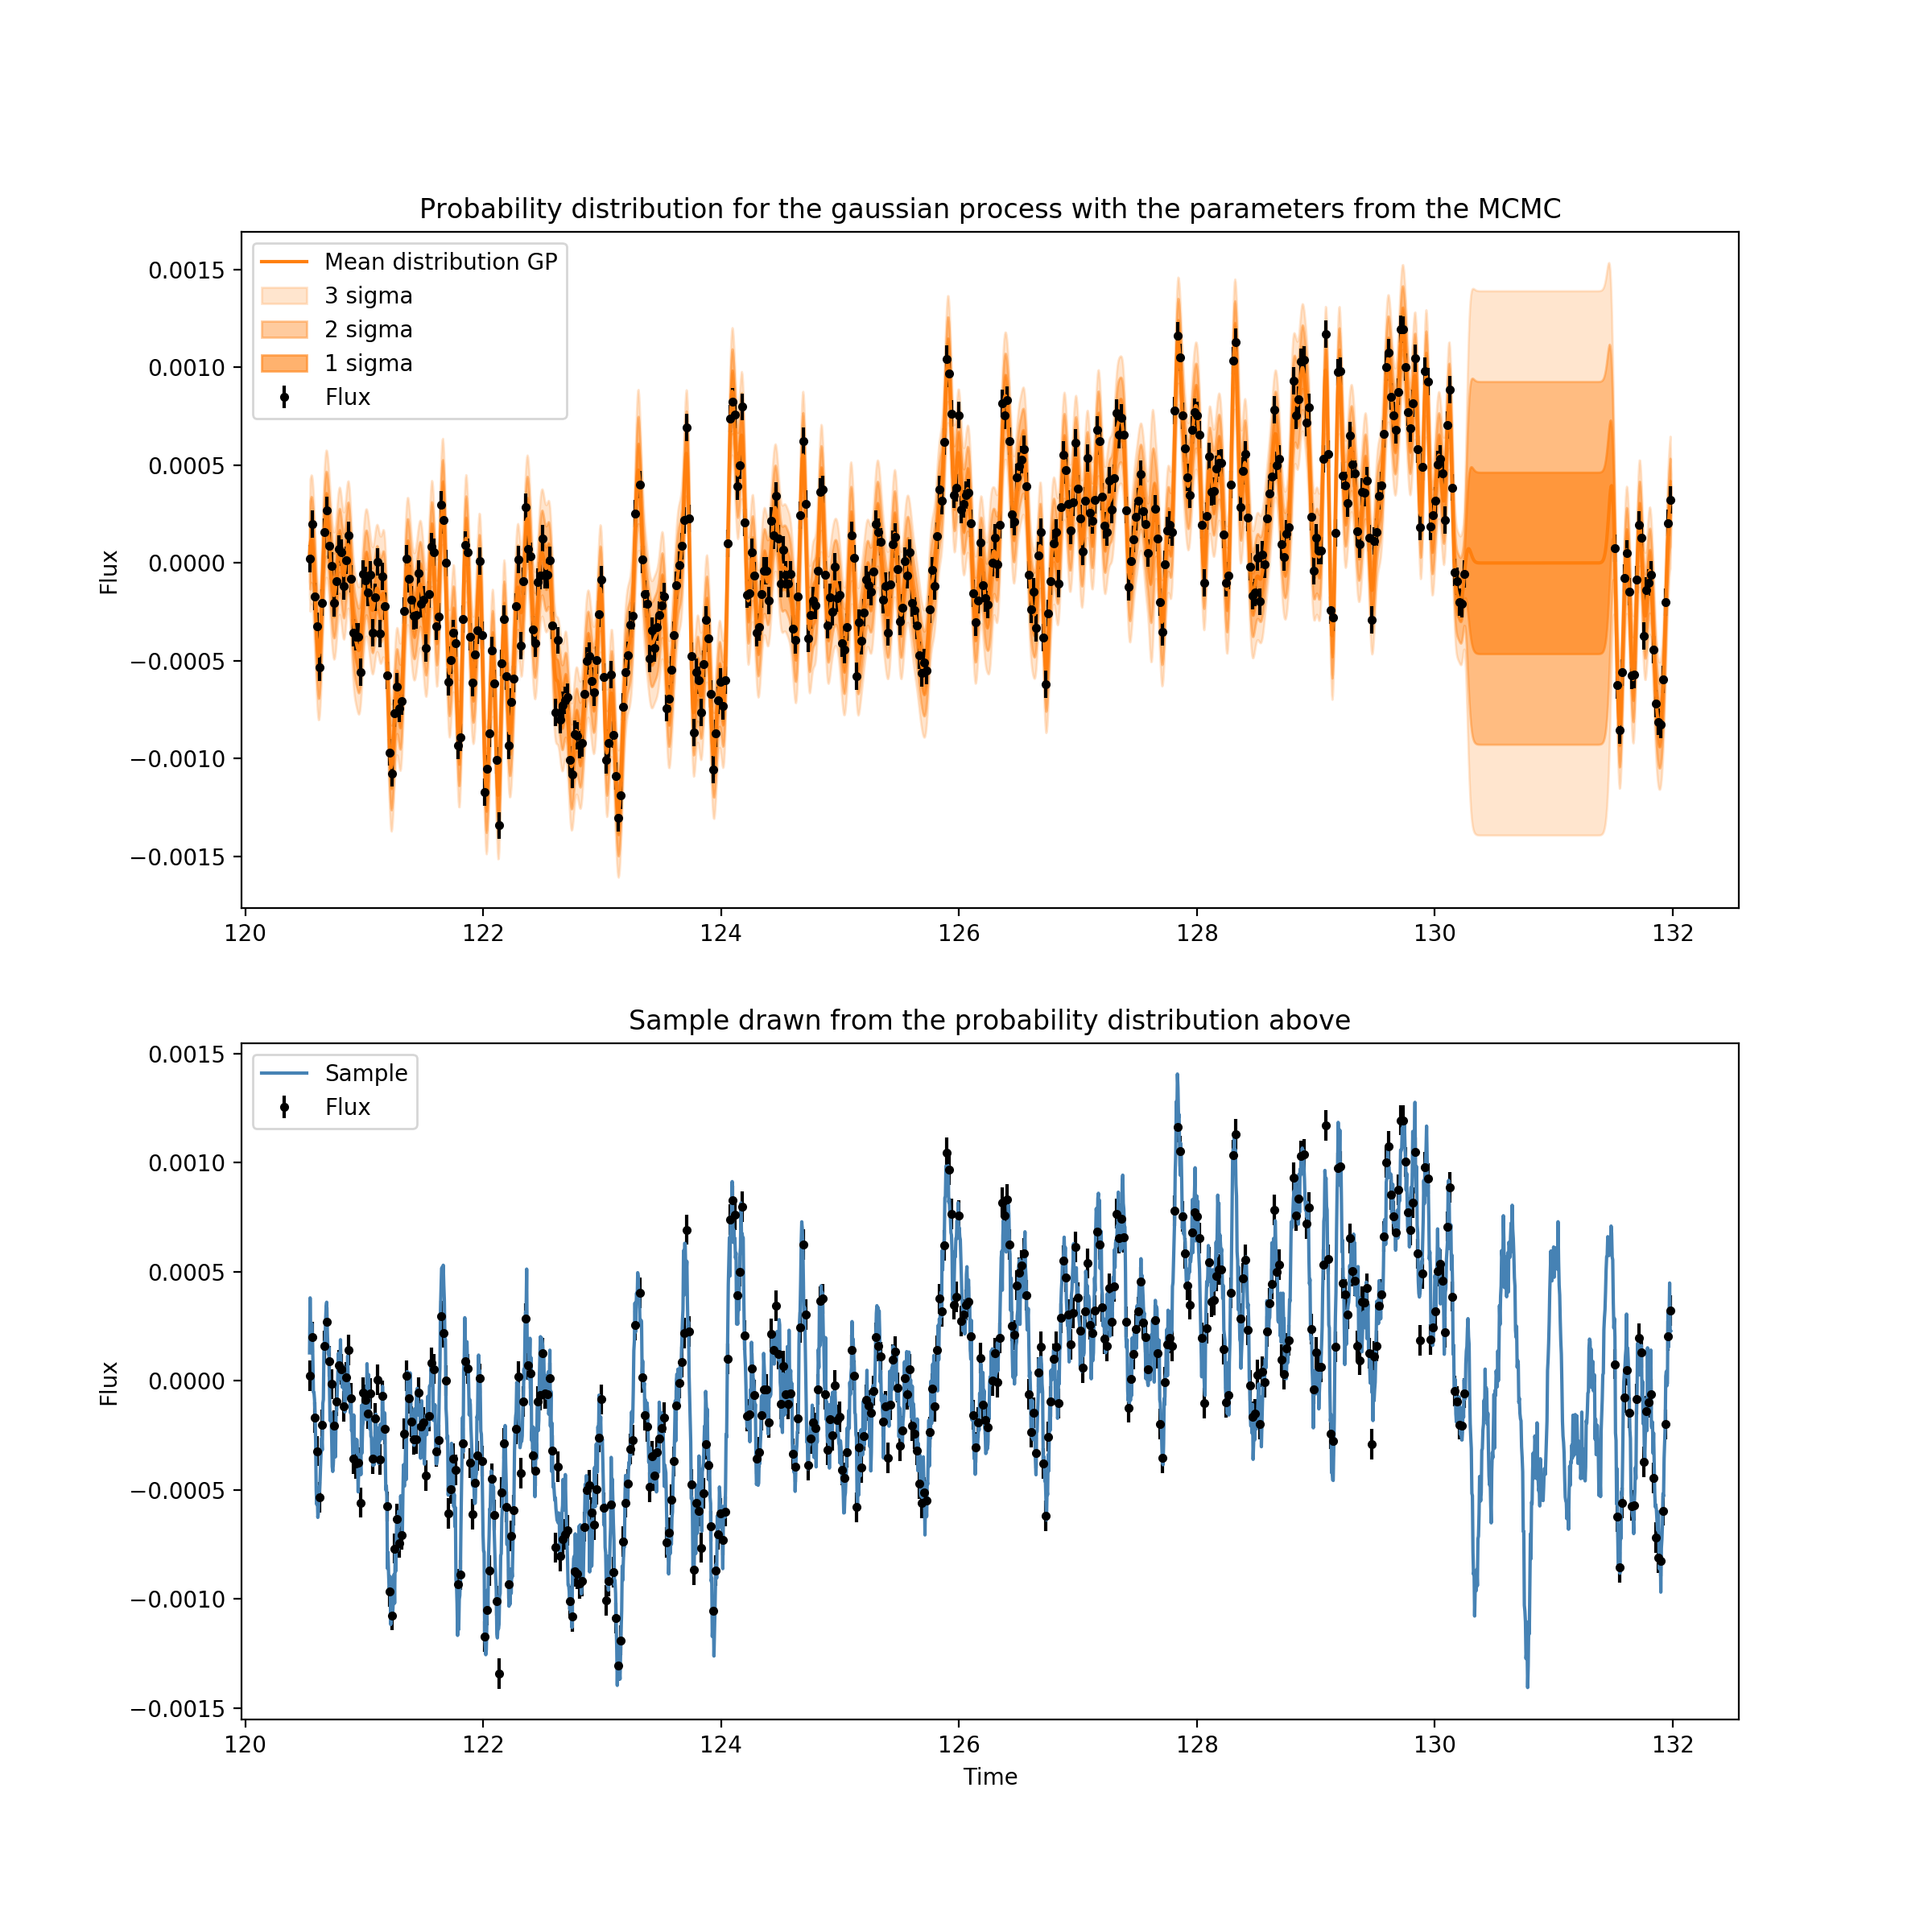 Probability distribution for the gaussian process with the parameters from the MCMC
Mean distribution GP
3 sigma
2 sigma
1 sigma
Flux
Flux
0.0015
0.0010
0.0005
0.0000
−0.0005
−0.0010
−0.0015
120 122 124 126 128 130 132
Sample drawn from the probability distribution above
Sample
Flux
Flux
0.0015
0.0010
0.0005
0.0000
−0.0005
−0.0010
−0.0015
120 122 124 126 128 130 132
Time